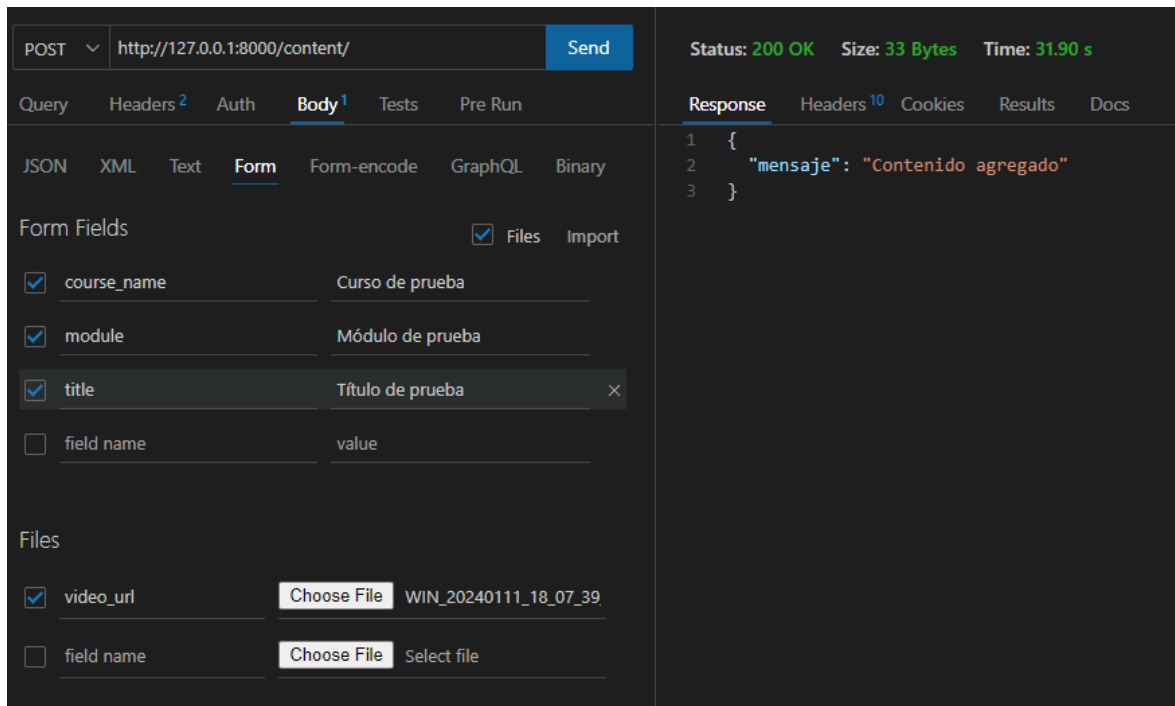 POST http://127.0.0.1:8000/content/ Send
Query Headers 2 Auth Body 1 Tests Pre Run
JSON XML Text Form Form-encode GraphQL Binary
Form Fields
Files Import
course_name Curso de prueba
module Módulo de prueba
title Título de prueba
field name value
Files
video_url Choose File WIN_20240111_18_07_39_
field name Choose File Select file
Status: 200 OK Size: 33 Bytes Time: 31.90 s
Response Headers 10 Cookies Results Docs
1 {
2 "mensaje": "Contenido agregado"
3 }